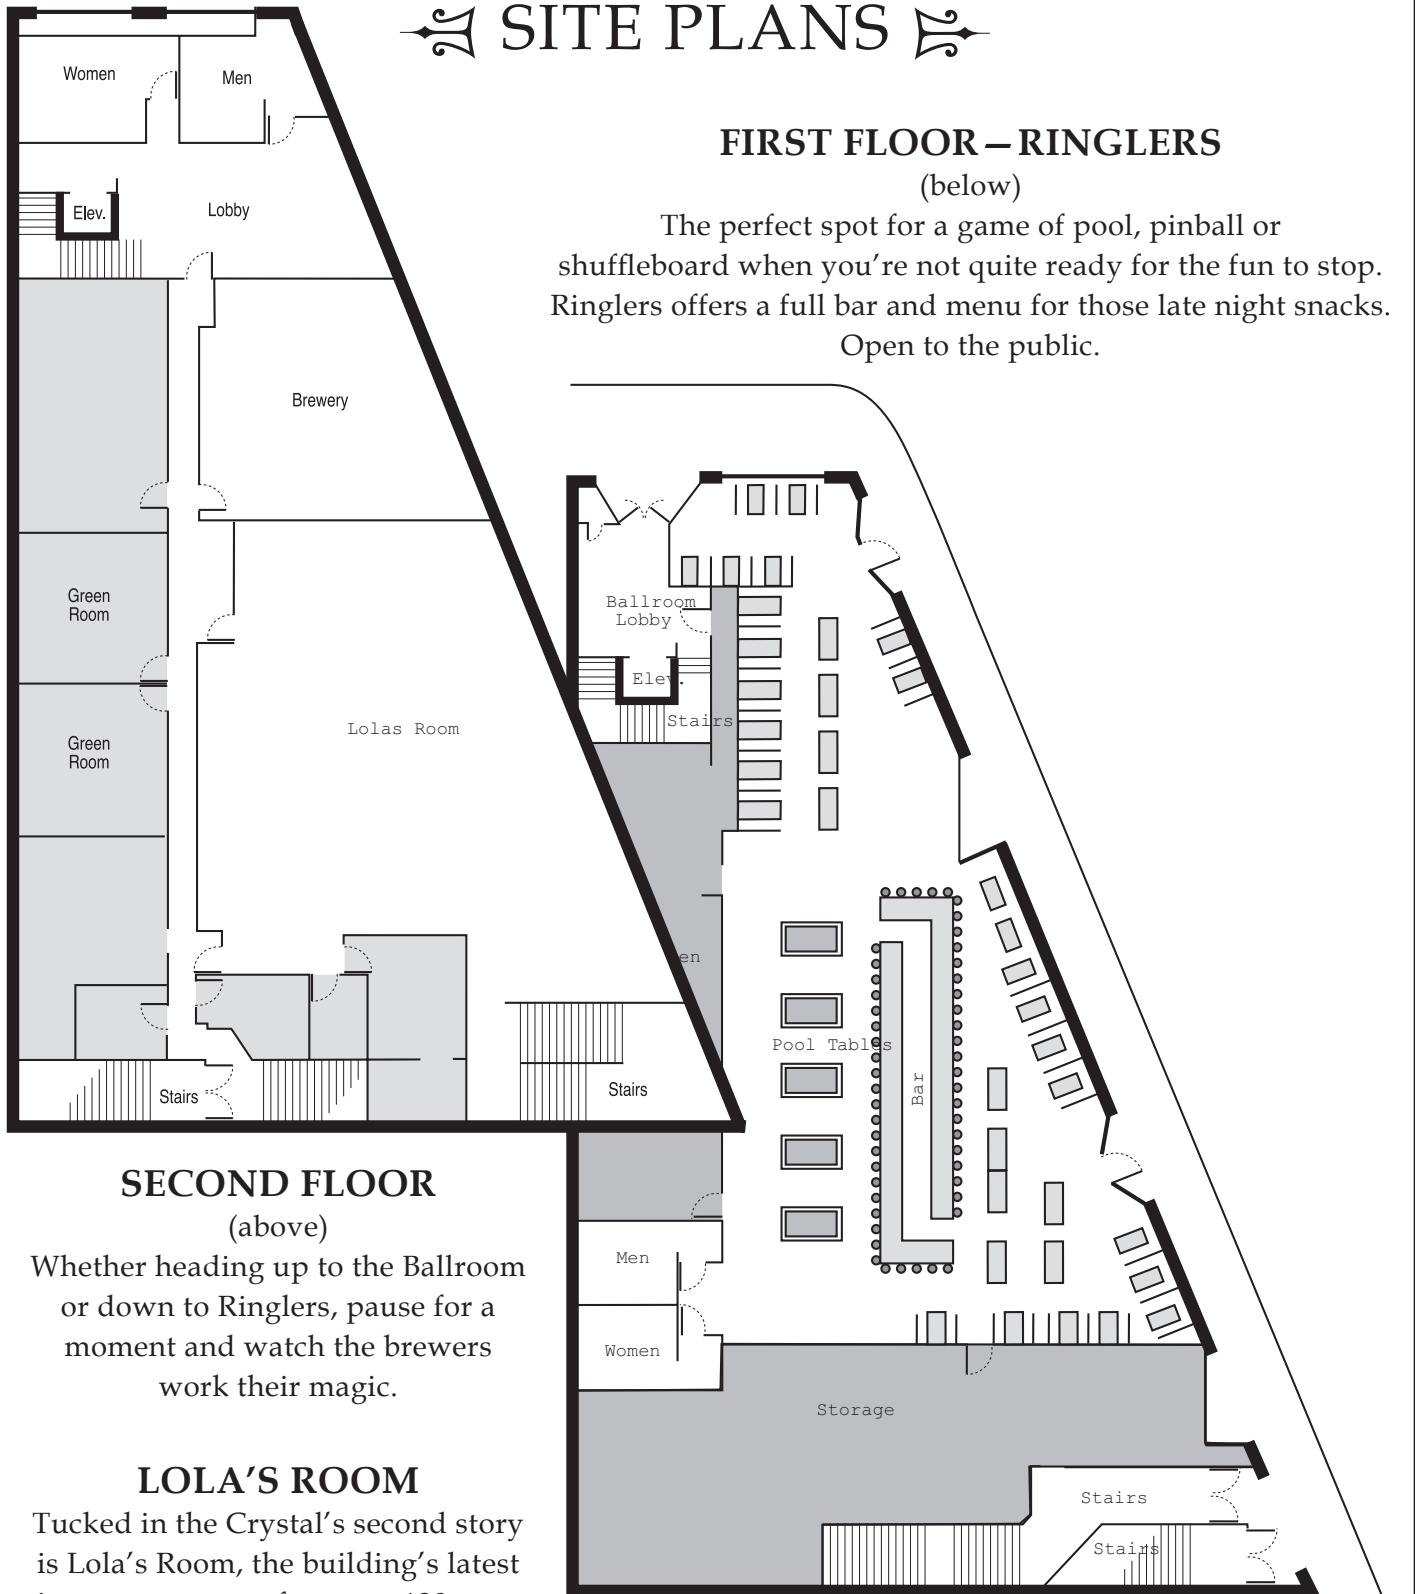 SITE PLANS
Women
Men
Elev.
Lobby
Brewery
Green
Room
Green
Room
Lolas Room
Stairs
Stairs
FIRST FLOOR—RINGLERS
(below)
The perfect spot for a game of pool, pinball or
shuffleboard when you're not quite ready for the fun to stop.
Ringlers offers a full bar and menu for those late night snacks.
Open to the public.
Ballroom
Lobby
Elev.
Stairs
en
Pool Tables
Bar
Men
Women
Storage
Stairs
Stairs
SECOND FLOOR
(above)
Whether heading up to the Ballroom
or down to Ringlers, pause for a
moment and watch the brewers
work their magic.
LOLA'S ROOM
Tucked in the Crystal's second story
is Lola's Room, the building's latest